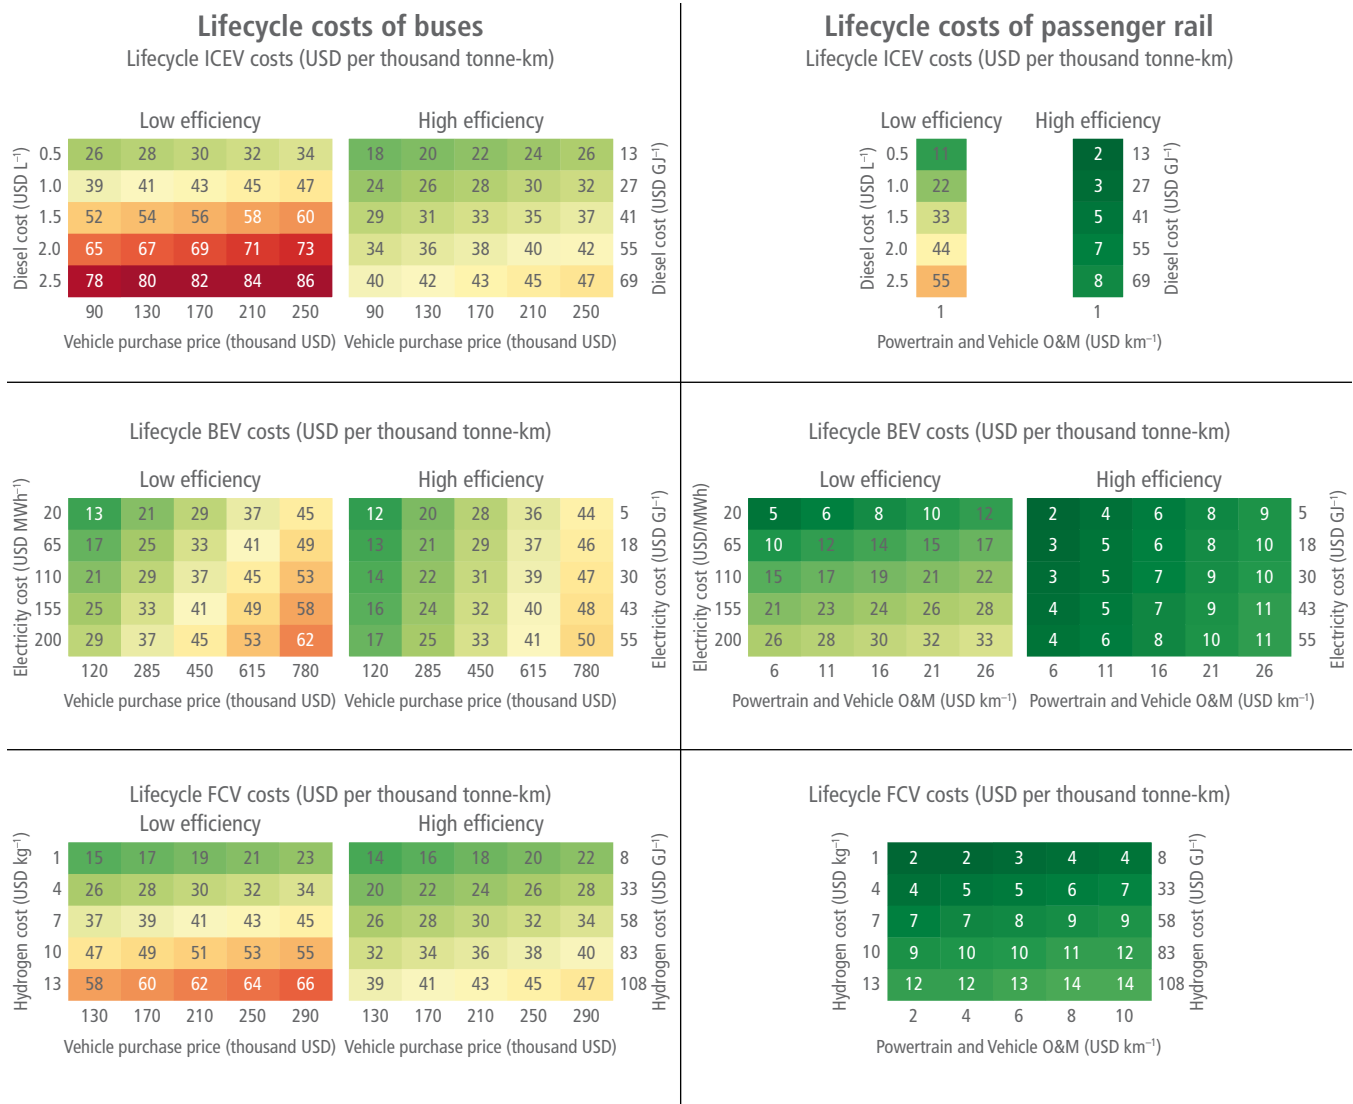 Lifecycle costs of buses
Lifecycle ICEV costs (USD per thousand tonne-km)
Low efficiency High efficiency
Diesel cost (USD L⁻¹)
0.5 26 28 30 32 34 18 20 22 24 26 13
1.0 39 41 43 45 47 24 26 28 30 32 27
1.5 52 54 56 58 60 29 31 33 35 37 41
2.0 65 67 69 71 73 34 36 38 40 42 55
2.5 78 80 82 84 86 40 42 43 45 47 69
Diesel cost (USD GJ⁻¹)
90 130 170 210 250 90 130 170 210 250
Vehicle purchase price (thousand USD) Vehicle purchase price (thousand USD)
Lifecycle costs of passenger rail
Lifecycle ICEV costs (USD per thousand tonne-km)
Low efficiency High efficiency
Diesel cost (USD L⁻¹)
0.5 11 2 13
1.0 22 3 27
1.5 33 5 41
2.0 44 7 55
2.5 55 8 69
Diesel cost (USD GJ⁻¹)
1 1
Powertrain and Vehicle O&M (USD km⁻¹)
Lifecycle BEV costs (USD per thousand tonne-km)
Low efficiency High efficiency
Electricity cost (USD MWh⁻¹)
20 13 21 29 37 45 12 20 28 36 44 5
65 17 25 33 41 49 13 21 29 37 46 18
110 21 29 37 45 53 14 22 31 39 47 30
155 25 33 41 49 58 16 24 32 40 48 43
200 29 37 45 53 62 17 25 33 41 50 55
Electricity cost (USD GJ⁻¹)
120 285 450 615 780 120 285 450 615 780
Vehicle purchase price (thousand USD) Vehicle purchase price (thousand USD)
Lifecycle BEV costs (USD per thousand tonne-km)
Low efficiency High efficiency
Electricity cost (USD/MWh)
20 5 6 8 10 12 2 4 6 8 9 5
65 10 12 14 15 17 3 5 6 8 10 18
110 15 17 19 21 22 3 5 7 9 10 30
155 21 23 24 26 28 4 5 7 9 11 43
200 26 28 30 32 33 4 6 8 10 11 55
Electricity cost (USD GJ⁻¹)
6 11 16 21 26 6 11 16 21 26
Powertrain and Vehicle O&M (USD km⁻¹) Powertrain and Vehicle O&M (USD km⁻¹)
Lifecycle FCV costs (USD per thousand tonne-km)
Low efficiency High efficiency
Hydrogen cost (USD kg⁻¹)
1 15 17 19 21 23 14 16 18 20 22 8
4 26 28 30 32 34 20 22 24 26 28 33
7 37 39 41 43 45 26 28 30 32 34 58
10 47 49 51 53 55 32 34 36 38 40 83
13 58 60 62 64 66 39 41 43 45 47 108
Hydrogen cost (USD GJ⁻¹)
130 170 210 250 290 130 170 210 250 290
Vehicle purchase price (thousand USD) Vehicle purchase price (thousand USD)
Lifecycle FCV costs (USD per thousand tonne-km)
Hydrogen cost (USD kg⁻¹)
1 2 2 3 4 4 8
4 4 5 5 6 7 33
7 7 7 8 9 9 58
10 9 10 10 11 12 83
13 12 12 13 14 14 108
Hydrogen cost (USD GJ⁻¹)
2 4 6 8 10
Powertrain and Vehicle O&M (USD km⁻¹)